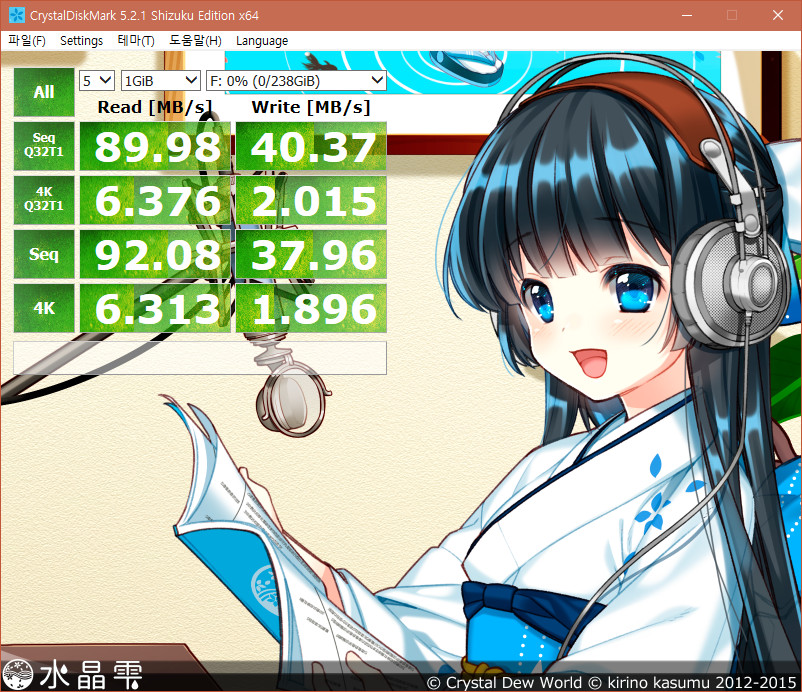 CrystalDiskMark 5.2.1 Shizuku Edition x64
파일(F) Settings 테마(T) 도움말(H) Language
All 5 1GiB F: 0% (0/238GiB)
Read [MB/s] Write [MB/s]
Seq
Q32T1 89.98 40.37
4K
Q32T1 6.376 2.015
Seq 92.08 37.96
4K 6.313 1.896
水晶雫
© Crystal Dew World © kirino kasumu 2012-2015